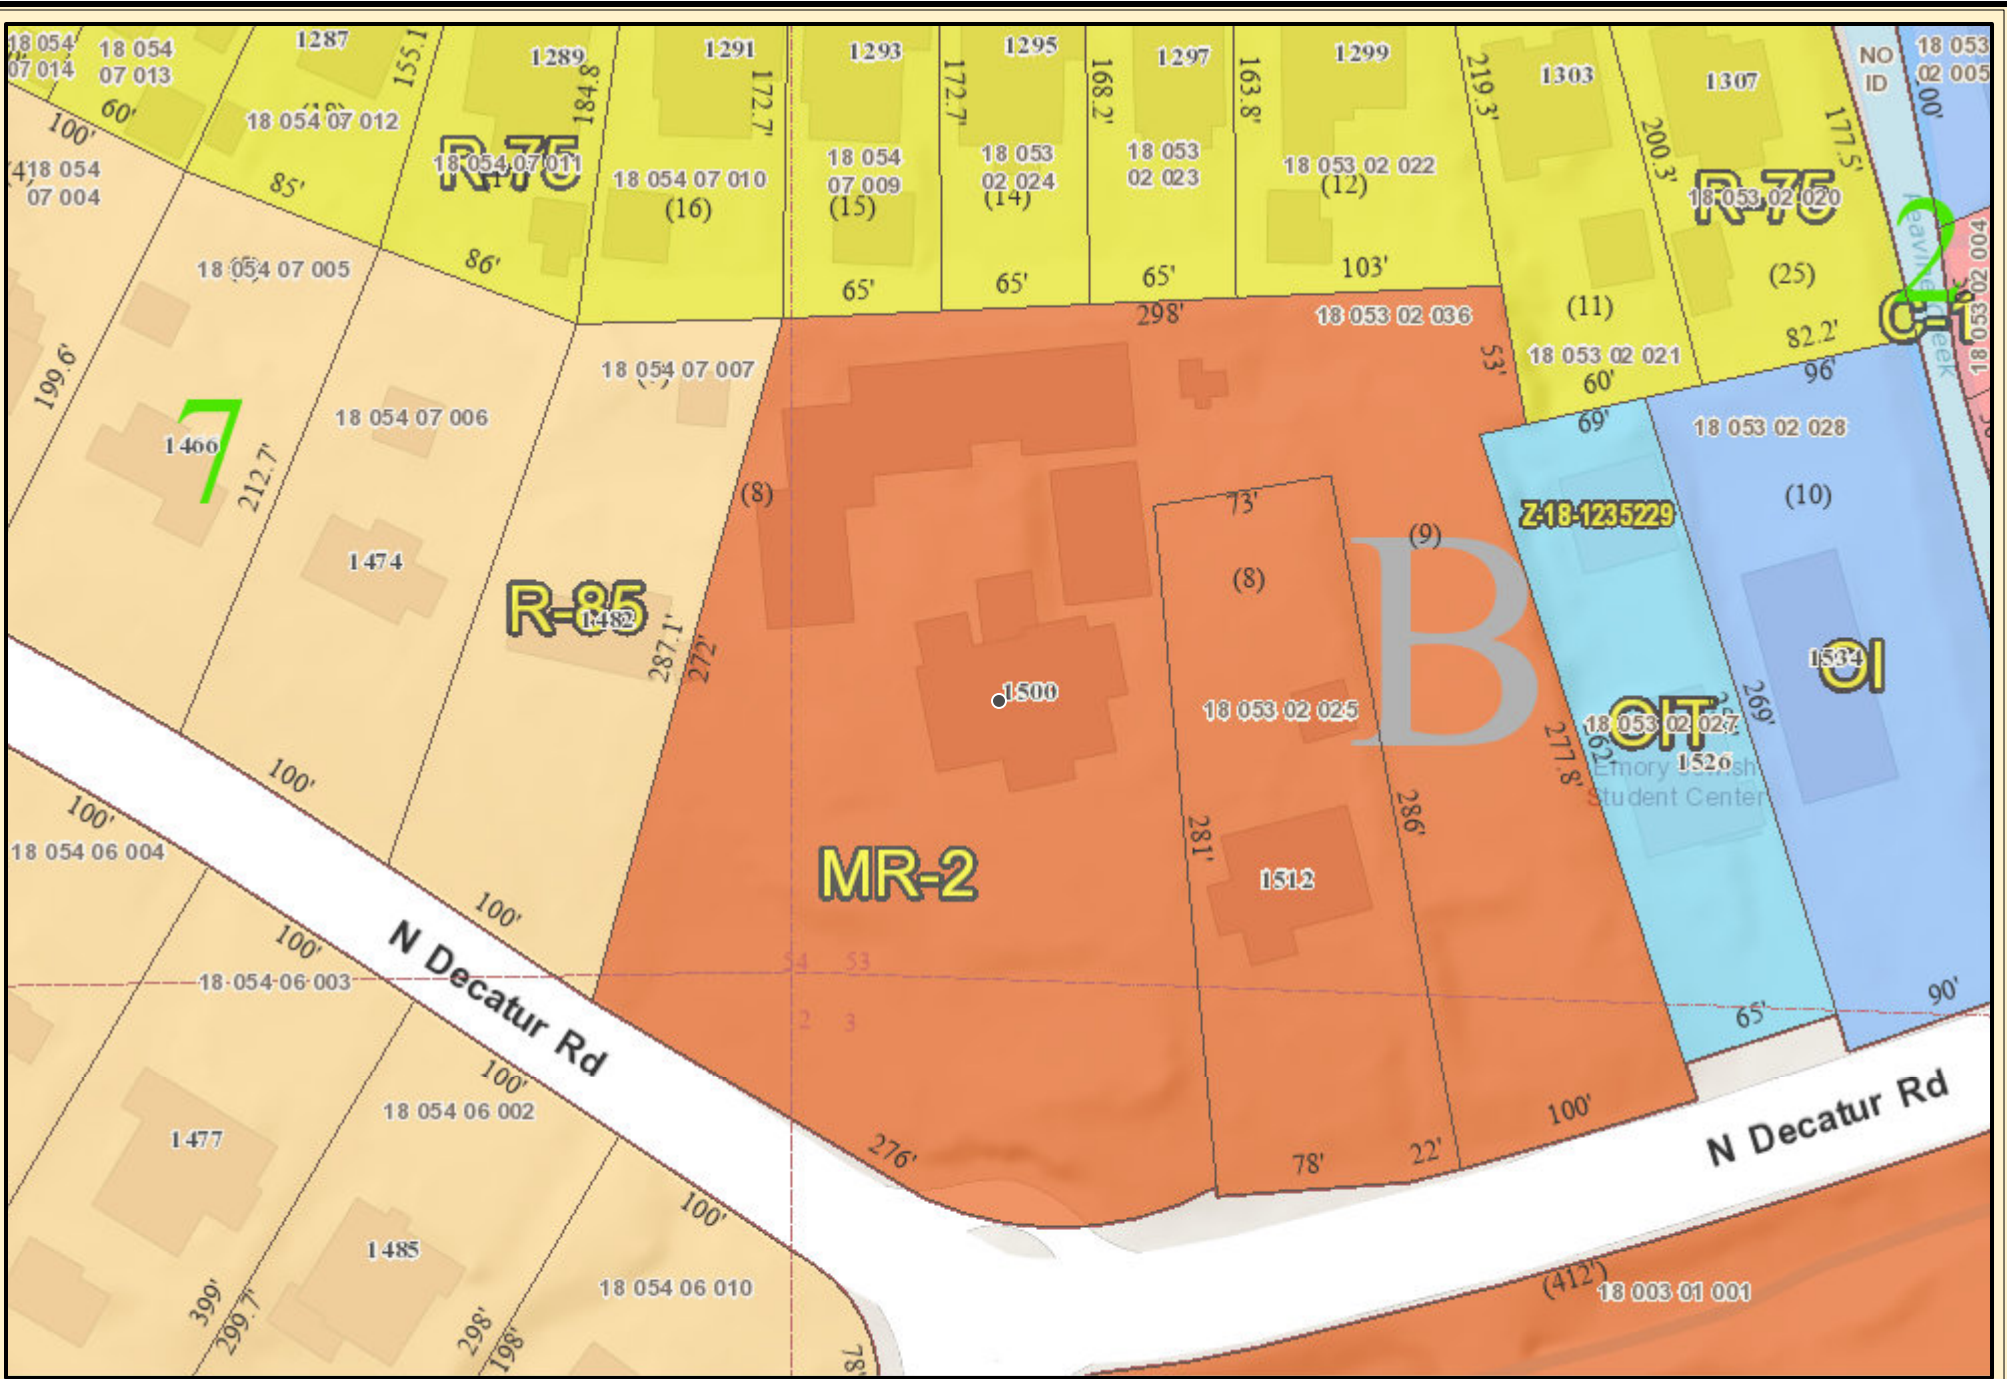 18 054
07 014
18 054
07 013
1287
155.1
1289
184.8
1291
172.7'
1293
1295
172.7'
168.2'
1297
163.8'
1299
219.3'
1303
1307
200.3'
177.5'
NO
ID
18 053
02 005
100'
60'
18 054 07 012
R-75
18 054 07 011
18 054 07 010
(16)
18 054
07 009
(15)
18 053
02 024
(14)
18 053
02 023
18 053 02 022
(12)
R-75
18 053 02 020
18 054
07 004
85'
86'
18 054 07 005
65'
65'
65'
103'
(11)
(25)
2
C-1
18 053 02 004
298'
18 053 02 036
53'
18 053 02 021
60'
82.2'
96'
69'
18 053 02 028
(10)
199.6'
7
1466
212.7'
18 054 07 006
18 054 07 007
1474
R-85
1482
287.1'
272'
(8)
73'
(8)
(9)
B
Z-18-1235229
1500
18 053 02 025
277.8'
OIT
18 053 02 027
1526
Emory Jewish
Student Center
269'
1534
OI
281'
286'
1512
MR-2
100'
100'
100'
100'
18 054 06 004
18 054 06 003
N Decatur Rd
54 53
2 3
65'
90'
100'
N Decatur Rd
100'
18 054 06 002
1477
276'
78'
22'
100'
1485
18 054 06 010
399'
299.7'
298'
198'
78'
(412')
18 003 01 001